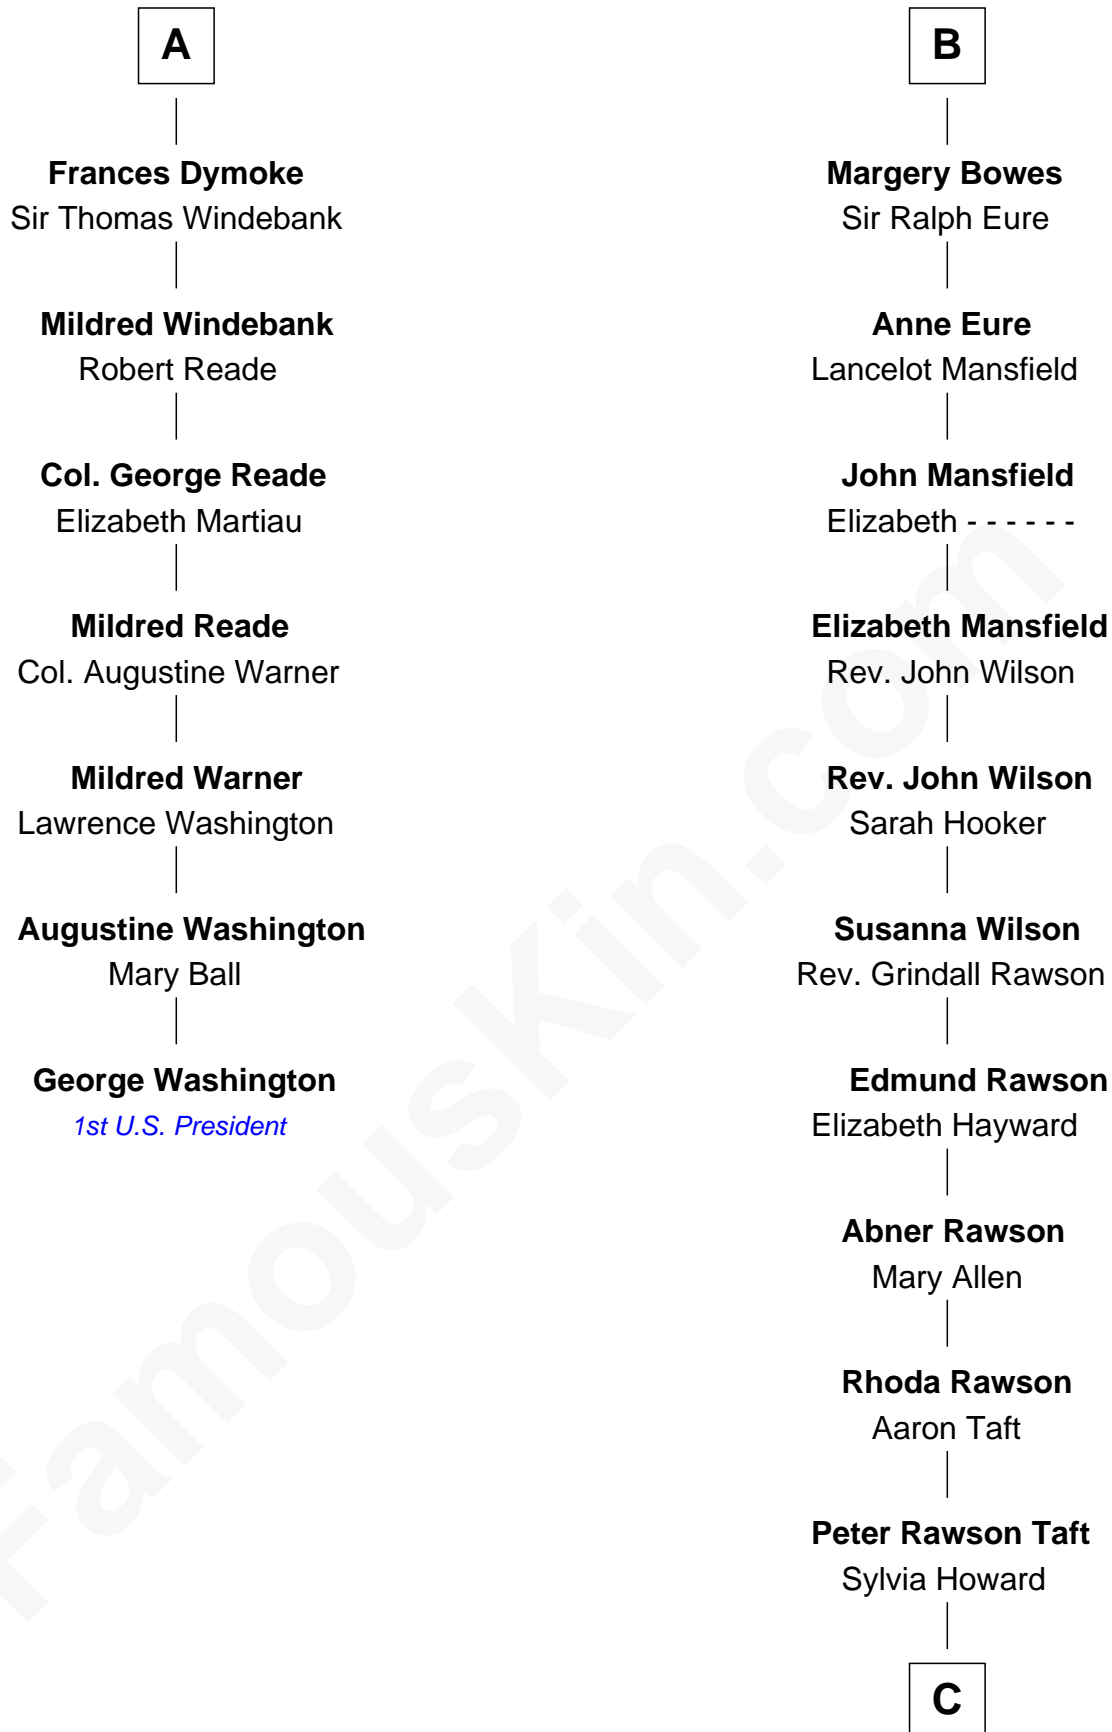 A
Frances Dymoke
Sir Thomas Windebank
Mildred Windebank
Robert Reade
Col. George Reade
Elizabeth Martiau
Mildred Reade
Col. Augustine Warner
Mildred Warner
Lawrence Washington
Augustine Washington
Mary Ball
George Washington
1st U.S. President
B
Margery Bowes
Sir Ralph Eure
Anne Eure
Lancelot Mansfield
John Mansfield
Elizabeth - - - - - -
Elizabeth Mansfield
Rev. John Wilson
Rev. John Wilson
Sarah Hooker
Susanna Wilson
Rev. Grindall Rawson
Edmund Rawson
Elizabeth Hayward
Abner Rawson
Mary Allen
Rhoda Rawson
Aaron Taft
Peter Rawson Taft
Sylvia Howard
C
FamousKin.com